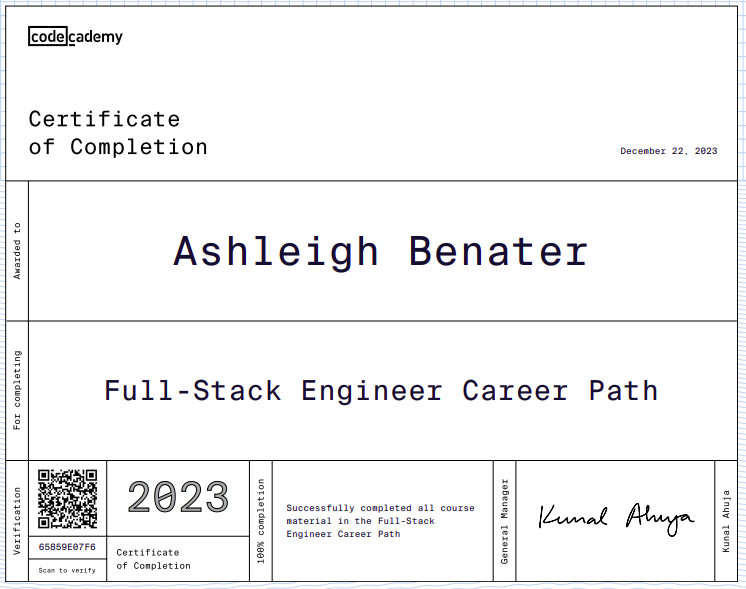 codecademy
Certificate
of Completion
December 22, 2023
Awarded to
Ashleigh Benater
For completing
Full-Stack Engineer Career Path
Verification
65859E07F6
Scan to verify
2023
Certificate
of Completion
100% completion
Successfully completed all course
material in the Full-Stack
Engineer Career Path
General Manager
Kunal Ahuja
Kunal Ahuja